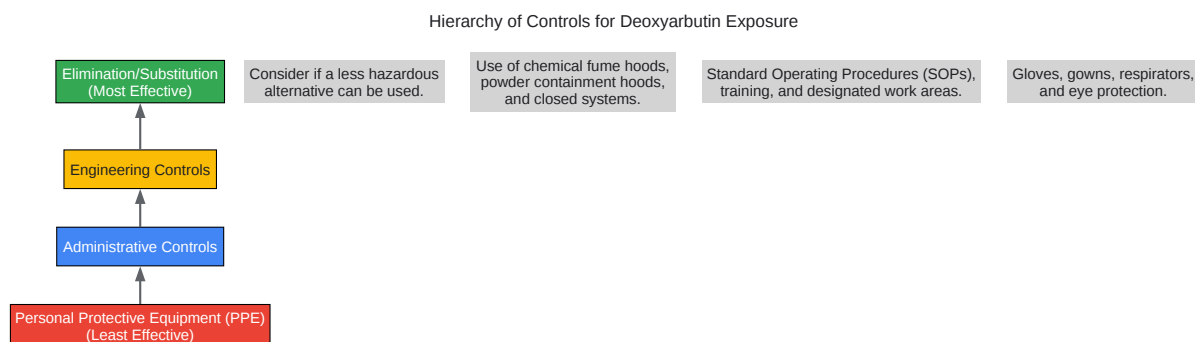 Hierarchy of Controls for Deoxyarbutin Exposure
Elimination/Substitution
(Most Effective)
Consider if a less hazardous
alternative can be used.
Use of chemical fume hoods,
powder containment hoods,
and closed systems.
Standard Operating Procedures (SOPs),
training, and designated work areas.
Gloves, gowns, respirators,
and eye protection.
Engineering Controls
Administrative Controls
Personal Protective Equipment (PPE)
(Least Effective)